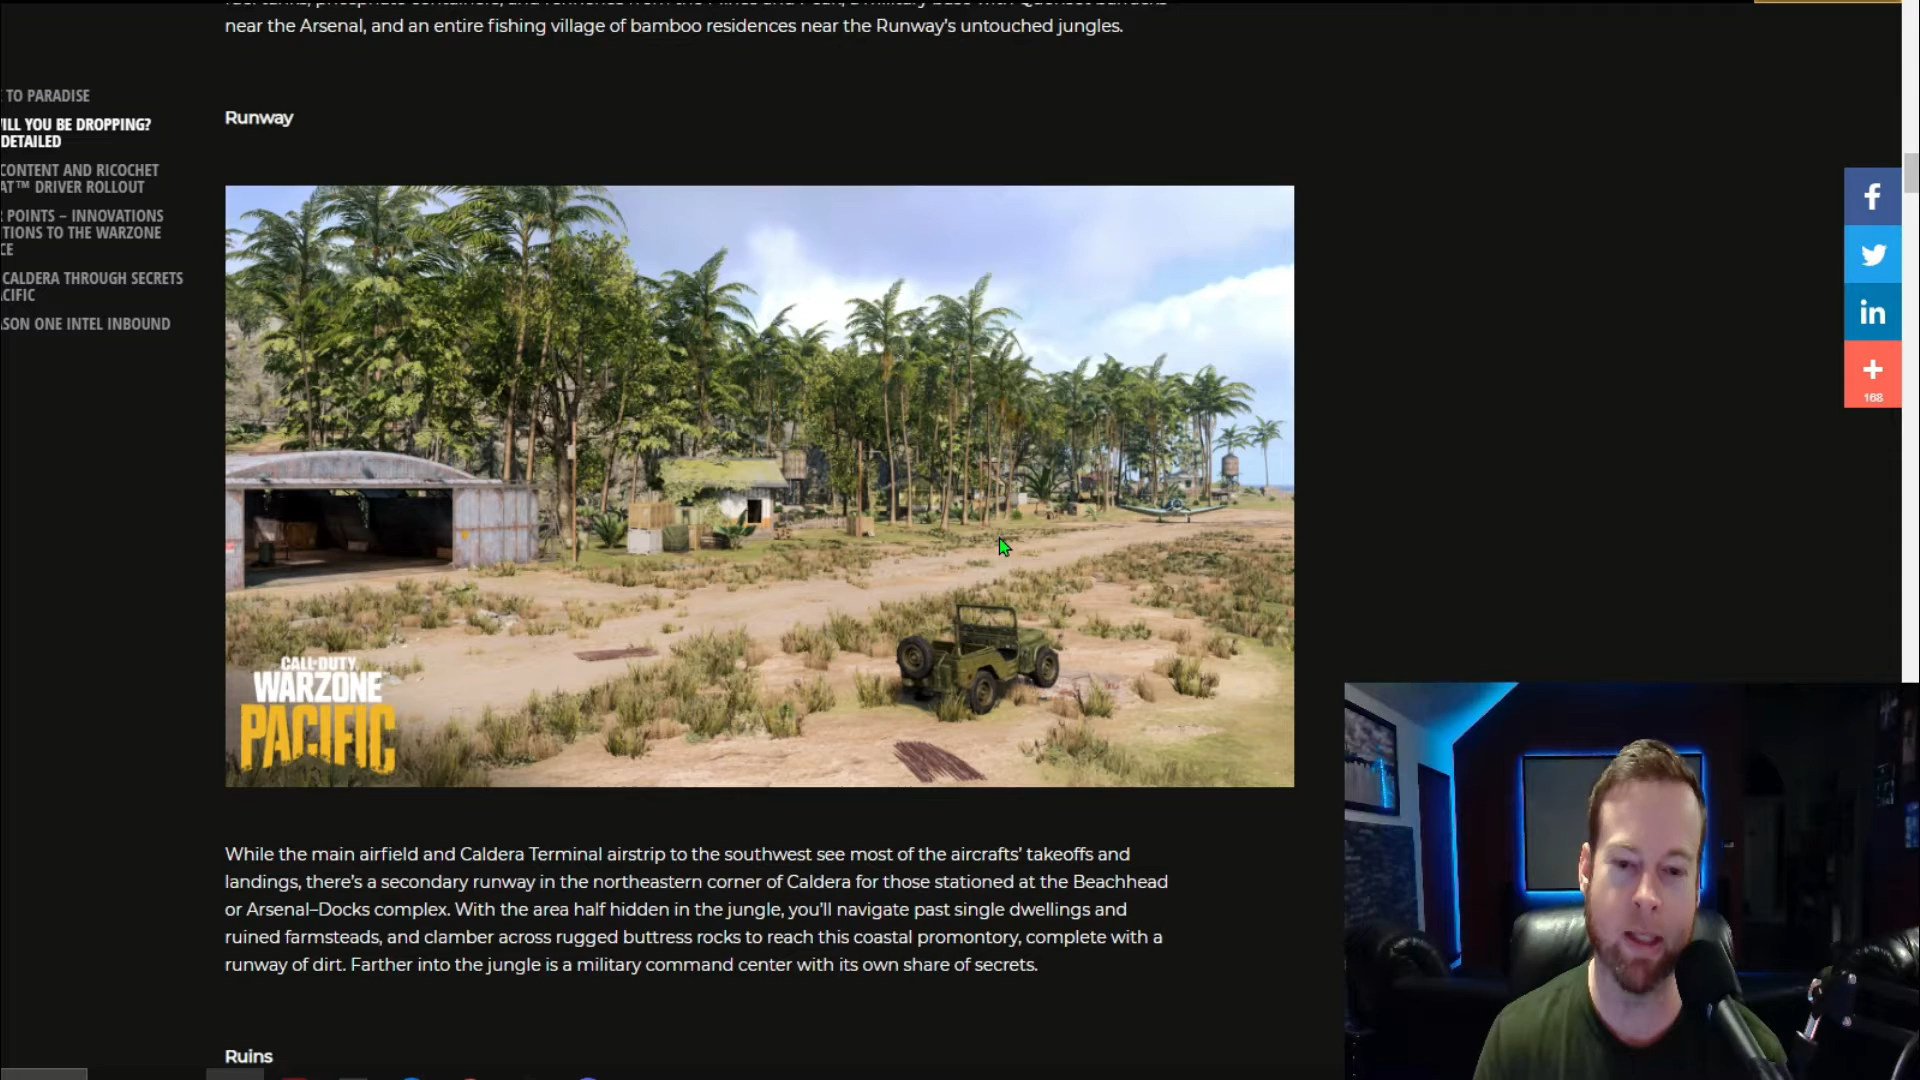 near the Arsenal, and an entire fishing village of bamboo residences near the Runway's untouched jungles.
TO PARADISE
ILL YOU BE DROPPING?
DETAILED
CONTENT AND RICOCHET
AT™ DRIVER ROLLOUT
POINTS – INNOVATIONS
TIONS TO THE WARZONE
CE
CALDERA THROUGH SECRETS
CIFIC
SON ONE INTEL INBOUND
Runway
CALL OF DUTY
WARZONE
PACIFIC
f
in
+
168
While the main airfield and Caldera Terminal airstrip to the southwest see most of the aircrafts' takeoffs and
landings, there's a secondary runway in the northeastern corner of Caldera for those stationed at the Beachhead
or Arsenal–Docks complex. With the area half hidden in the jungle, you'll navigate past single dwellings and
ruined farmsteads, and clamber across rugged buttress rocks to reach this coastal promontory, complete with a
runway of dirt. Farther into the jungle is a military command center with its own share of secrets.
Ruins